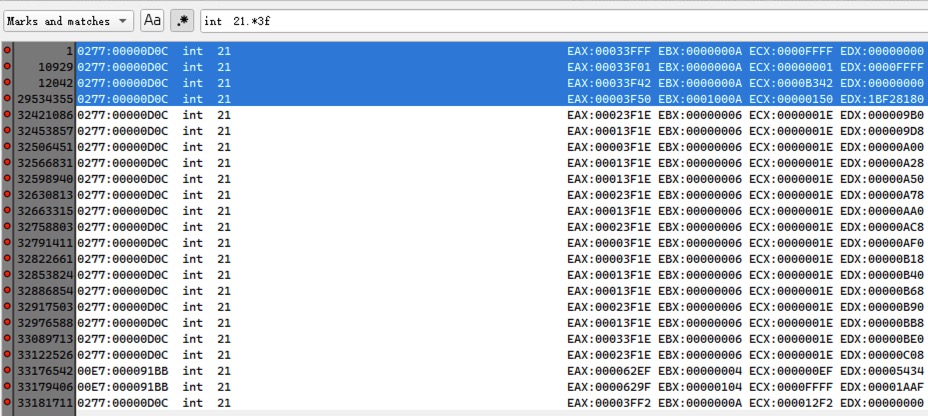 Marks and matches Aa .* int 21.*3f
1 0277:00000D0C int 21 EAX:00033FFF EBX:0000000A ECX:0000FFFF EDX:00000000
10929 0277:00000D0C int 21 EAX:00033F01 EBX:0000000A ECX:00000001 EDX:0000FFFF
12042 0277:00000D0C int 21 EAX:00033F42 EBX:0000000A ECX:0000B342 EDX:00000000
29534355 0277:00000D0C int 21 EAX:00003F50 EBX:0001000A ECX:00000150 EDX:1BF28180
32421086 0277:00000D0C int 21 EAX:00023F1E EBX:00000006 ECX:0000001E EDX:000009B0
32453857 0277:00000D0C int 21 EAX:00023F1E EBX:00000006 ECX:0000001E EDX:000009D8
32506451 0277:00000D0C int 21 EAX:00003F1E EBX:00000006 ECX:0000001E EDX:00000A00
32566831 0277:00000D0C int 21 EAX:00013F1E EBX:00000006 ECX:0000001E EDX:00000A28
32598940 0277:00000D0C int 21 EAX:00013F1E EBX:00000006 ECX:0000001E EDX:00000A50
32630813 0277:00000D0C int 21 EAX:00023F1E EBX:00000006 ECX:0000001E EDX:00000A78
32663315 0277:00000D0C int 21 EAX:00013F1E EBX:00000006 ECX:0000001E EDX:00000AA0
32758803 0277:00000D0C int 21 EAX:00023F1E EBX:00000006 ECX:0000001E EDX:00000AC8
32791411 0277:00000D0C int 21 EAX:00003F1E EBX:00000006 ECX:0000001E EDX:00000AF0
32822661 0277:00000D0C int 21 EAX:00003F1E EBX:00000006 ECX:0000001E EDX:00000B18
32853824 0277:00000D0C int 21 EAX:00013F1E EBX:00000006 ECX:0000001E EDX:00000B40
32886854 0277:00000D0C int 21 EAX:00013F1E EBX:00000006 ECX:0000001E EDX:00000B68
32917503 0277:00000D0C int 21 EAX:00023F1E EBX:00000006 ECX:0000001E EDX:00000B90
32976588 0277:00000D0C int 21 EAX:00013F1E EBX:00000006 ECX:0000001E EDX:00000BB8
33089713 0277:00000D0C int 21 EAX:00003F1E EBX:00000006 ECX:0000001E EDX:00000BE0
33122526 0277:00000D0C int 21 EAX:00023F1E EBX:00000006 ECX:0000001E EDX:00000C08
33176542 00E7:000091BB int 21 EAX:000062EF EBX:00000004 ECX:000000EF EDX:00005434
33179406 00E7:000091BB int 21 EAX:0000629F EBX:00000104 ECX:0000FFFF EDX:00001AAF
33181711 0277:00000D0C int 21 EAX:00003FF2 EBX:0000000A ECX:000012F2 EDX:00000000